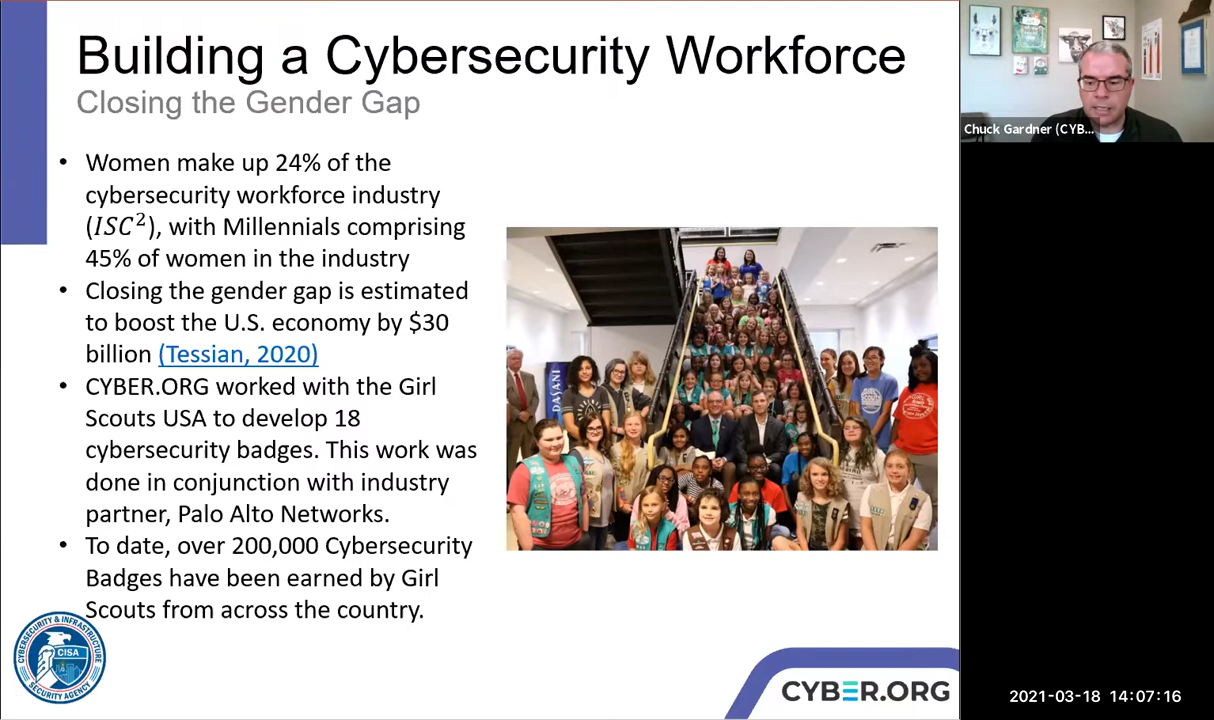 Building a Cybersecurity Workforce
Closing the Gender Gap
• Women make up 24% of the
cybersecurity workforce industry
(ISC²), with Millennials comprising
45% of women in the industry
• Closing the gender gap is estimated
to boost the U.S. economy by $30
billion (Tessian, 2020)
• CYBER.ORG worked with the Girl
Scouts USA to develop 18
cybersecurity badges. This work was
done in conjunction with industry
partner, Palo Alto Networks.
• To date, over 200,000 Cybersecurity
Badges have been earned by Girl
Scouts from across the country.
DASANI
CYBERSECURITY & INFRASTRUCTURE
CISA
SECURITY AGENCY
CYBER.ORG
Chuck Gardner (CYB...
2021-03-18 14:07:16